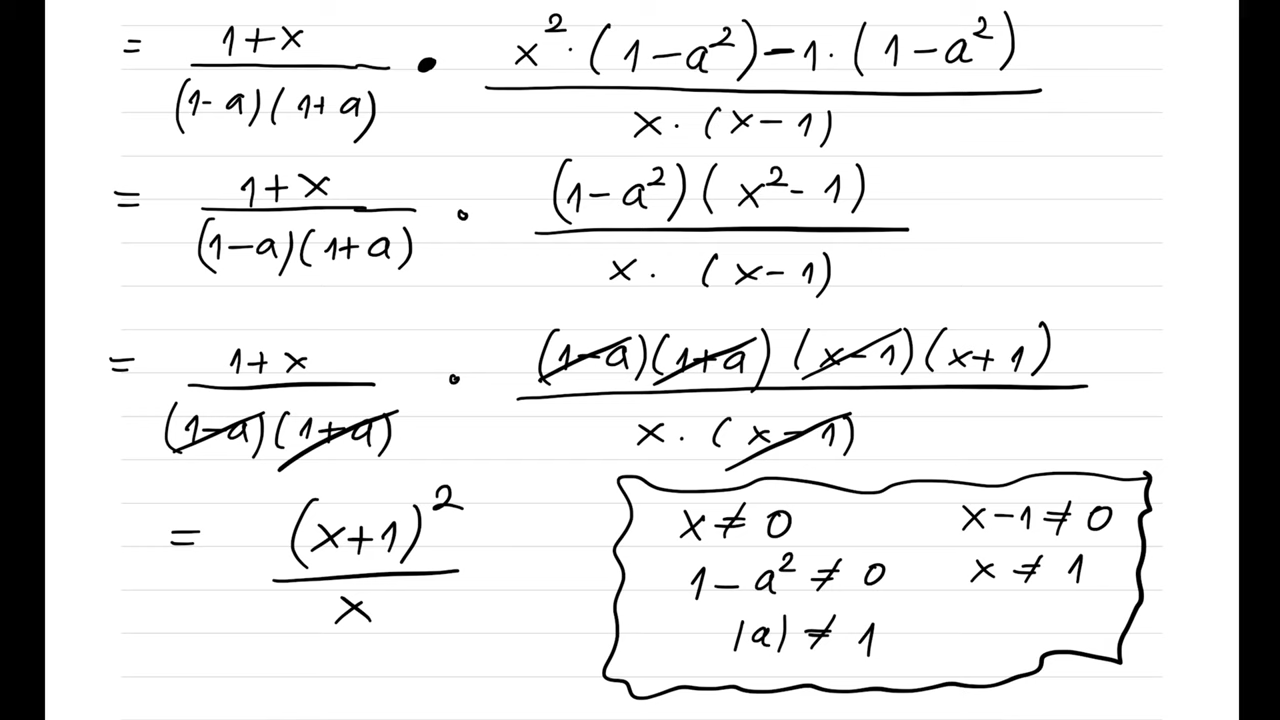 = (1+x)/((1-a)(1+a)) · (x²·(1-a²)-1·(1-a²))/(x·(x-1))
= (1+x)/((1-a)(1+a)) · ((1-a²)(x²-1))/(x·(x-1))
= (1+x)/((1-a)(1+a)) · ((1-a)(1+a)(x-1)(x+1))/(x·(x-1))
= (x+1)²/x
x ≠ 0 x-1 ≠ 0
1-a² ≠ 0 x ≠ 1
|a| ≠ 1